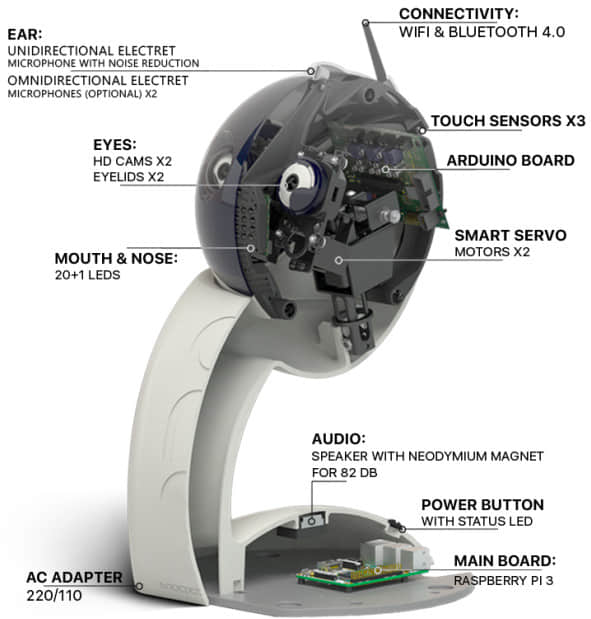 CONNECTIVITY:
WIFI & BLUETOOTH 4.0
EAR:
UNIDIRECTIONAL ELECTRET
MICROPHONE WITH NOISE REDUCTION
OMNIDIRECTIONAL ELECTRET
MICROPHONES (OPTIONAL) X2
TOUCH SENSORS X3
EYES:
HD CAMS X2
EYELIDS X2
ARDUINO BOARD
MOUTH & NOSE:
20+1 LEDS
SMART SERVO
MOTORS X2
AUDIO:
SPEAKER WITH NEODYMIUM MAGNET
FOR 82 DB
POWER BUTTON
WITH STATUS LED
MAIN BOARD:
RASPBERRY PI 3
AC ADAPTER
220/110